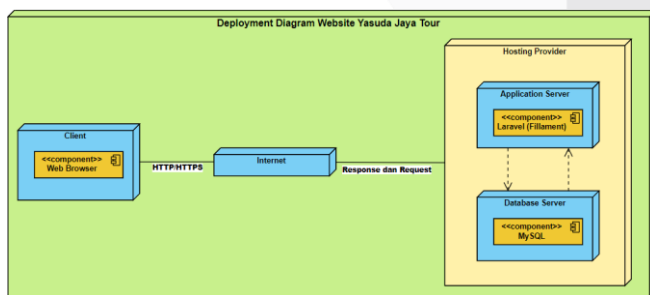 Deployment Diagram Website Yasuda Jaya Tour
Hosting Provider
Application Server
<<component>>
Laravel (Fillament)
Client
<<component>>
Web Browser
HTTP/HTTPS
Internet
Response dan Request
Database Server
<<component>>
MySQL